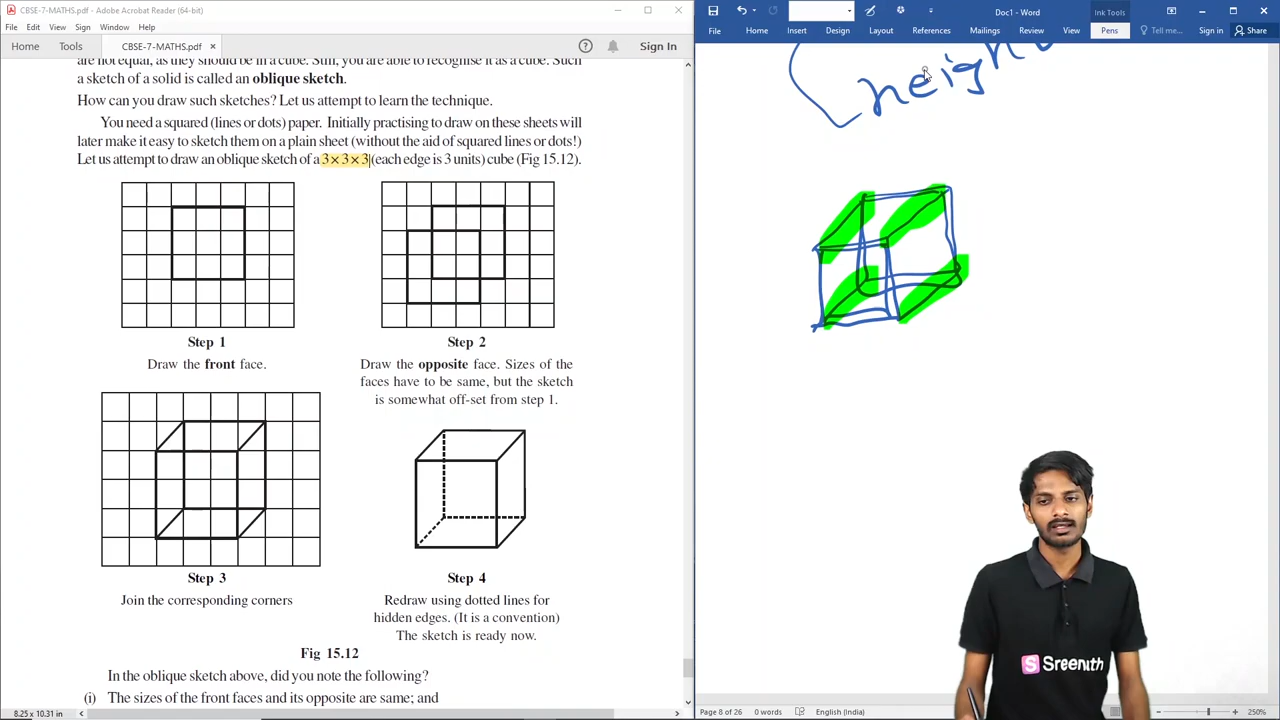 CBSE-7-MATHS.pdf - Adobe Acrobat Reader (64-bit)
File Edit View Sign Window Help
Home Tools CBSE-7-MATHS.pdf × Sign In
are not equal, as they should be in a cube. Still, you are able to recognise it as a cube. Such
a sketch of a solid is called an oblique sketch.
How can you draw such sketches? Let us attempt to learn the technique.
You need a squared (lines or dots) paper. Initially practising to draw on these sheets will
later make it easy to sketch them on a plain sheet (without the aid of squared lines or dots!)
Let us attempt to draw an oblique sketch of a 3 × 3 × 3 (each edge is 3 units) cube (Fig 15.12).
Step 1
Draw the front face.
Step 2
Draw the opposite face. Sizes of the
faces have to be same, but the sketch
is somewhat off-set from step 1.
Step 3
Join the corresponding corners
Step 4
Redraw using dotted lines for
hidden edges. (It is a convention)
The sketch is ready now.
Fig 15.12
In the oblique sketch above, did you note the following?
(i) The sizes of the front faces and its opposite are same; and
8.25 x 10.31 in
Doc1 - Word Ink Tools
File Home Insert Design Layout References Mailings Review View Pens Tell me... Sign in Share
Sreenuth
Page 8 of 26 0 words English (India) 250%